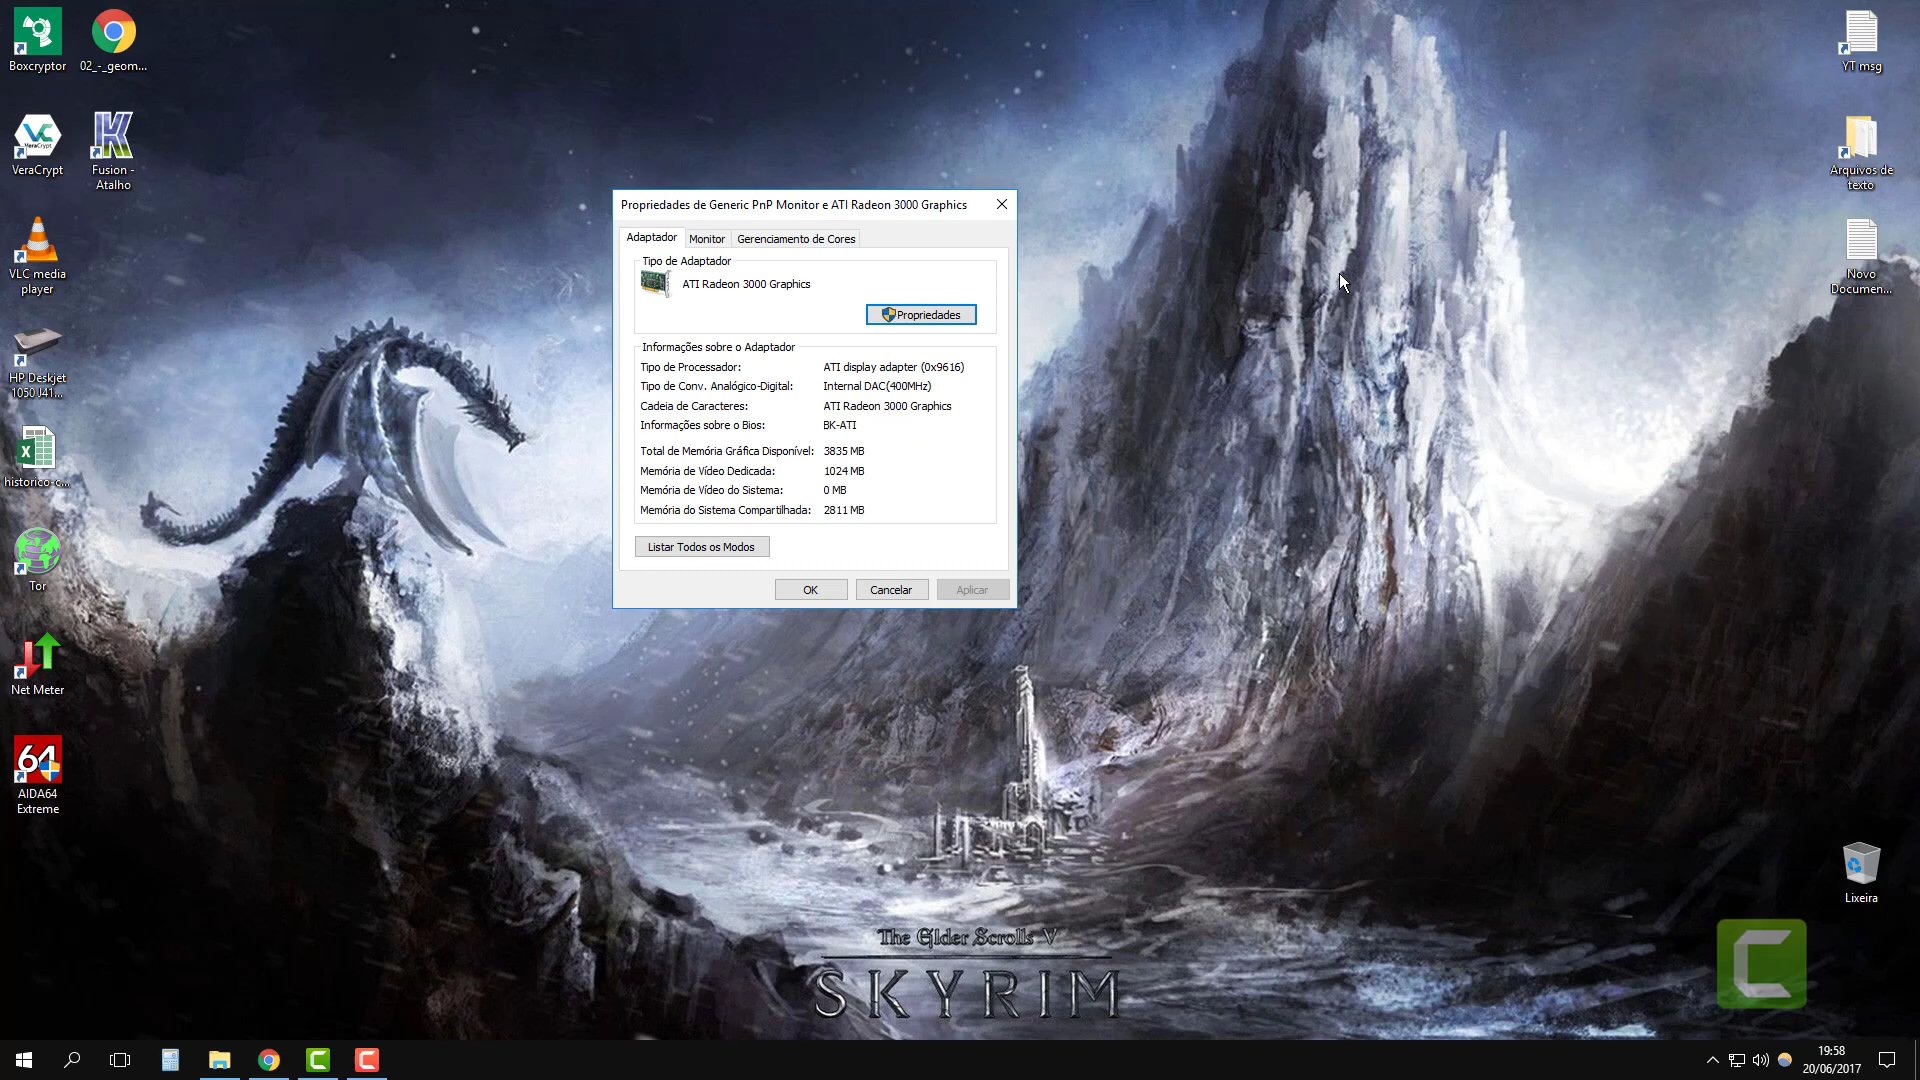 Boxcryptor
02_-_geom...
VeraCrypt
Fusion -
Atalho
VLC media
player
HP Deskjet
1050 J41...
historico-c...
Tor
Net Meter
64
AIDA64
Extreme
Propriedades de Generic PnP Monitor e ATI Radeon 3000 Graphics
Adaptador
Monitor
Gerenciamento de Cores
Tipo de Adaptador
ATI Radeon 3000 Graphics
Propriedades
Informações sobre o Adaptador
Tipo de Processador: ATI display adapter (0x9616)
Tipo de Conv. Analógico-Digital: Internal DAC(400MHz)
Cadeia de Caracteres: ATI Radeon 3000 Graphics
Informações sobre o Bios: BK-ATI
Total de Memória Gráfica Disponível: 3835 MB
Memória de Vídeo Dedicada: 1024 MB
Memória de Vídeo do Sistema: 0 MB
Memória do Sistema Compartilhada: 2811 MB
Listar Todos os Modos
OK
Cancelar
Aplicar
YT msg
Arquivos de
texto
Novo
Documen...
Lixeira
The Elder Scrolls V
SKYRIM
19:58
20/06/2017